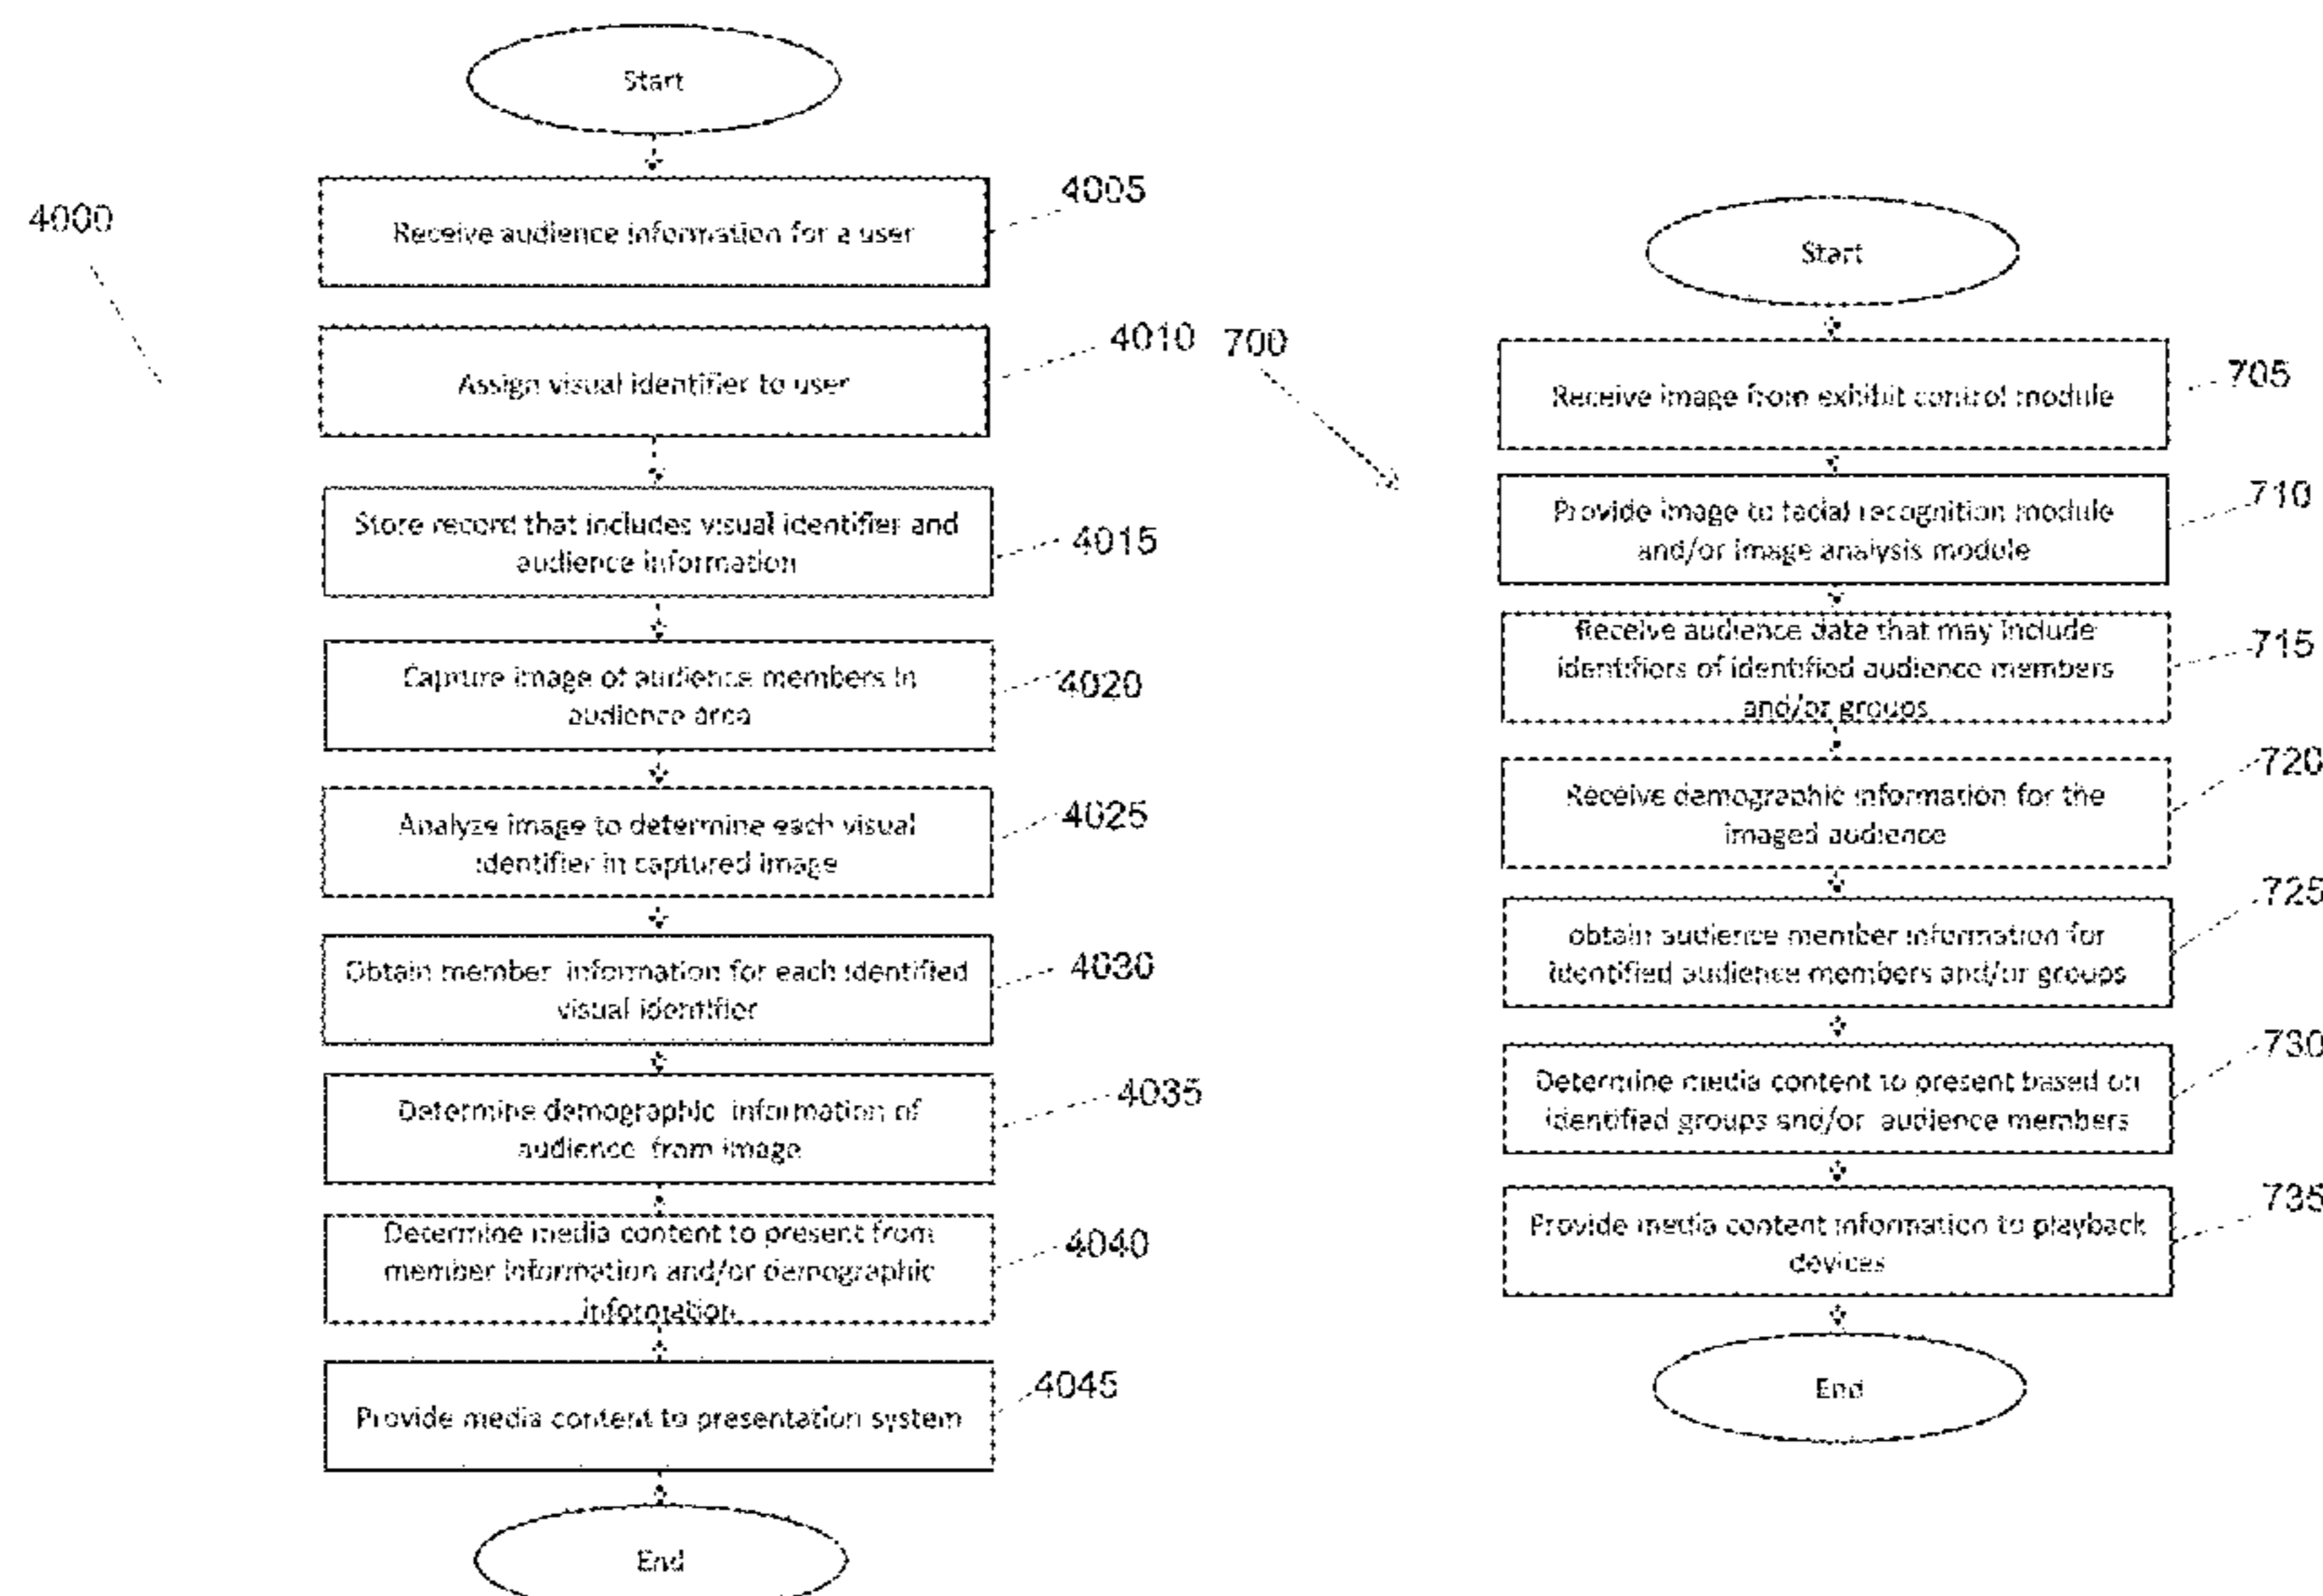 Start
4000
Receive audience information for a user
4005
Assign visual identifier to user
4010
Store record that includes visual identifier and
audience information
4015
Capture image of audience members in
audience area
4020
Analyze image to determine each visual
identifier in captured image
4025
Obtain member information for each identified
visual identifier
4030
Determine demographic information of
audience from image
4035
Determine media content to present from
member information and/or demographic
information
4040
Provide media content to presentation system
4045
End
700
Start
Receive image from exhibit control module
705
Provide image to facial recognition module
and/or image analysis module
710
Receive audience data that may include
identifiers of identified audience members
and/or groups
715
Receive demographic information for the
imaged audience
720
obtain audience member information for
identified audience members and/or groups
725
Determine media content to present based on
identified groups and/or audience members
730
Provide media content information to playback
devices
735
End